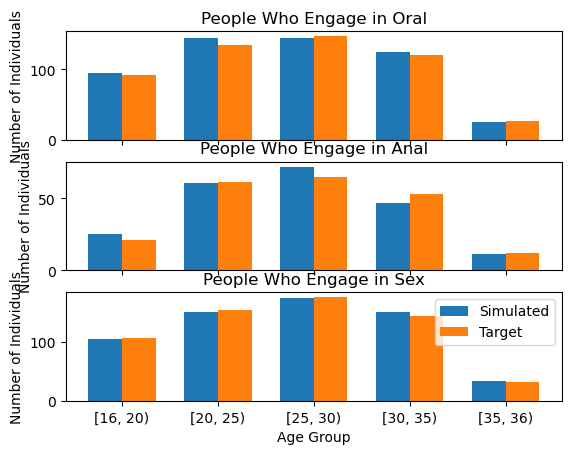 People Who Engage in Oral
Number of Individuals
100
0
People Who Engage in Anal
Number of Individuals
50
0
People Who Engage in Sex
Number of Individuals
100
0
Simulated
Target
[16, 20)
[20, 25)
[25, 30)
[30, 35)
[35, 36)
Age Group